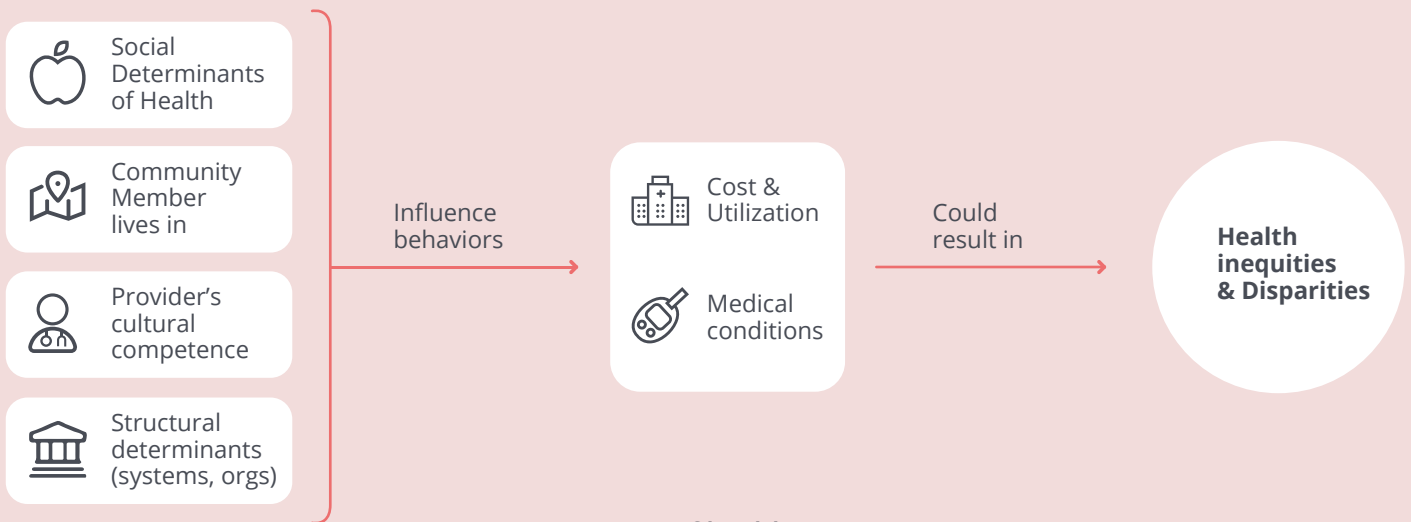 Social
Determinants
of Health
Community
Member
lives in
Provider's
cultural
competence
Structural
determinants
(systems, orgs)
Influence
behaviors
Cost &
Utilization
Medical
conditions
Could
result in
Health
inequities
& Disparities